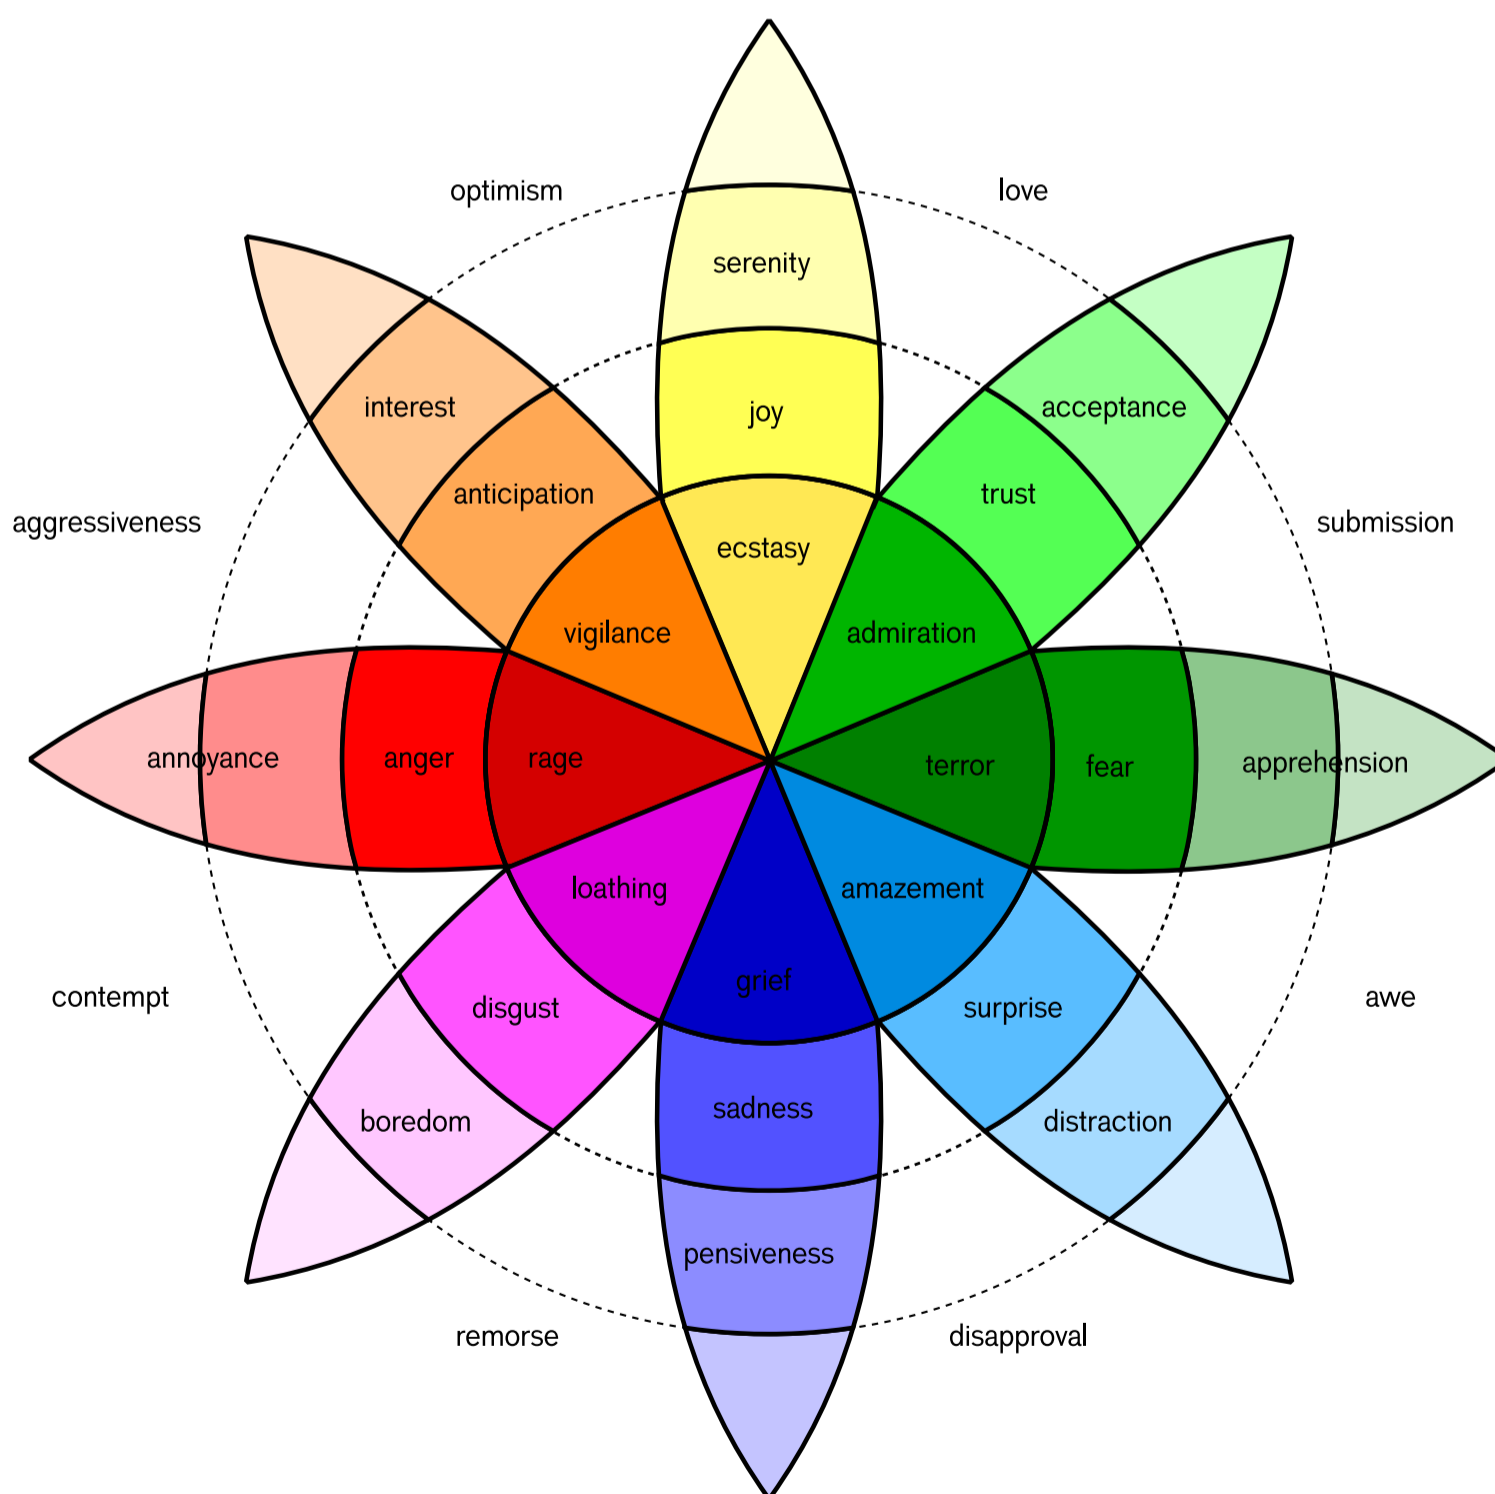 optimism
love
serenity
interest
joy
acceptance
anticipation
trust
aggressiveness
submission
ecstasy
vigilance
admiration
annoyance
anger
rage
terror
fear
apprehension
loathing
amazement
grief
contempt
awe
disgust
surprise
sadness
boredom
distraction
pensiveness
remorse
disapproval